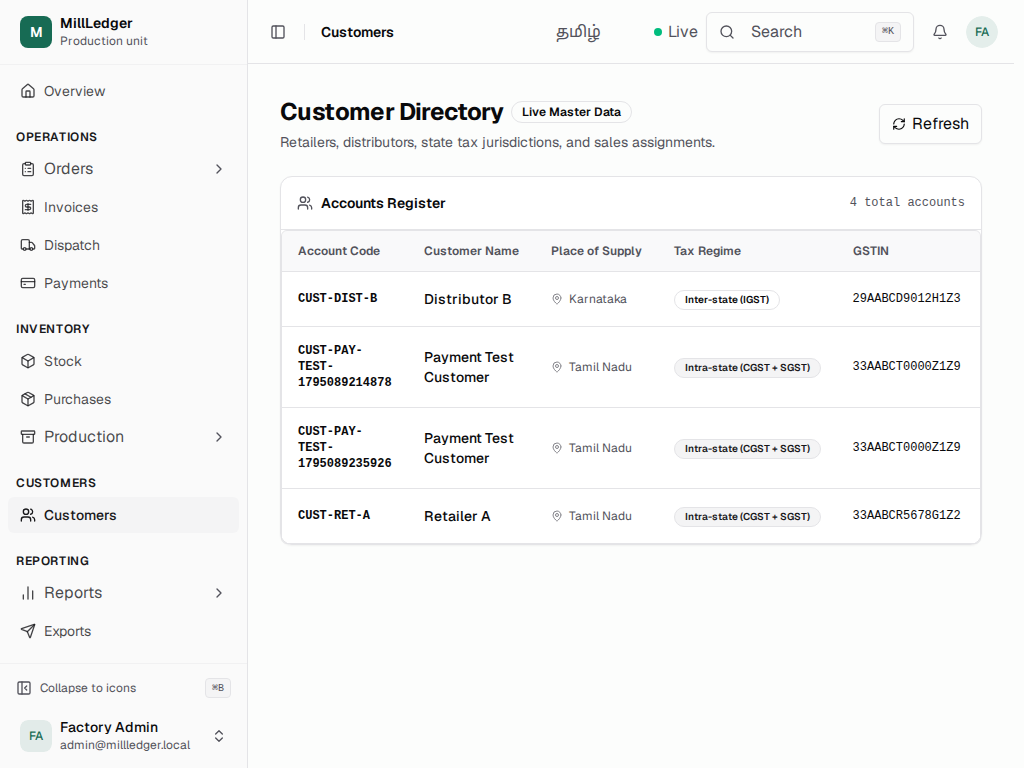 M
MillLedger
Production unit
Overview
OPERATIONS
Orders
Invoices
Dispatch
Payments
INVENTORY
Stock
Purchases
Production
CUSTOMERS
Customers
REPORTING
Reports
Exports
Collapse to icons
⌘B
FA
Factory Admin
admin@millledger.local
Customers
தமிழ்
Live
Search
⌘K
FA
Customer Directory
Live Master Data
Retailers, distributors, state tax jurisdictions, and sales assignments.
Refresh
Accounts Register
4 total accounts
Account Code Customer Name Place of Supply Tax Regime GSTIN
CUST-DIST-B Distributor B Karnataka Inter-state (IGST) 29AABCD9012H1Z3
CUST-PAY-
TEST-
1795089214878
Payment Test
Customer
Tamil Nadu
Intra-state (CGST + SGST)
33AABCT0000Z1Z9
CUST-PAY-
TEST-
1795089235926
Payment Test
Customer
Tamil Nadu
Intra-state (CGST + SGST)
33AABCT0000Z1Z9
CUST-RET-A Retailer A Tamil Nadu Intra-state (CGST + SGST) 33AABCR5678G1Z2